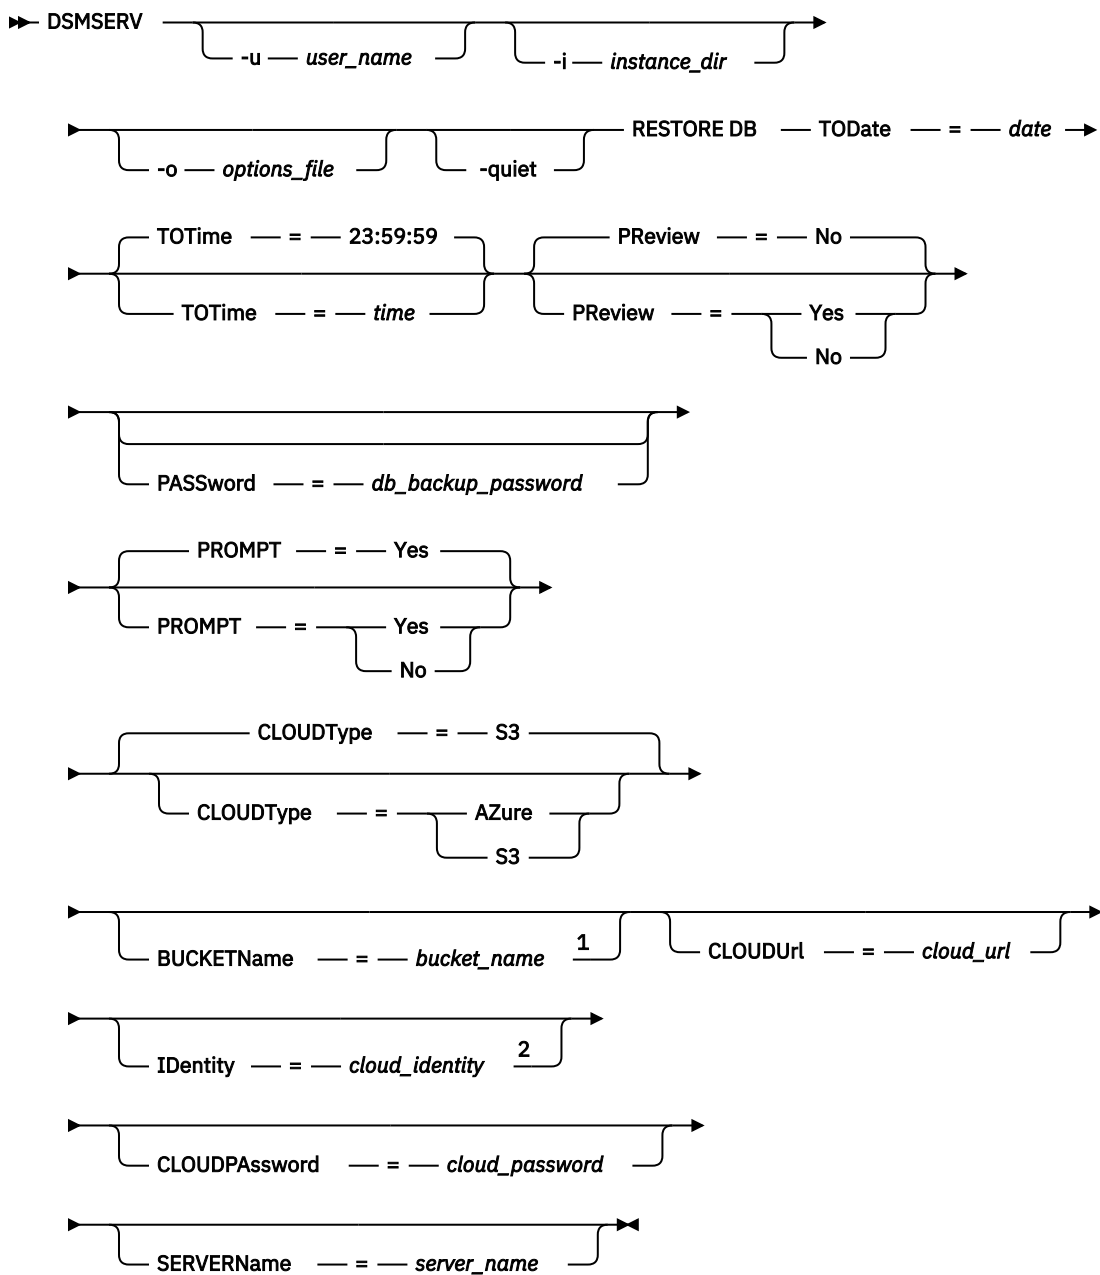 DSMSERV
-u user_name -i instance_dir
RESTORE DB TODate = date
-o options_file -quiet
TOTime = 23:59:59 PReview = No
TOTime = time PReview = Yes
No
PASSword = db_backup_password
PROMPT = Yes
PROMPT = Yes
No
CLOUDType = S3
CLOUDType = AZure
S3
BUCKETName = bucket_name 1 CLOUDUrl = cloud_url
IDentity = cloud_identity 2
CLOUDPAssword = cloud_password
SERVERName = server_name